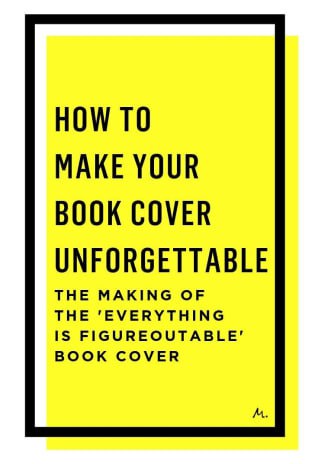 HOW TO
MAKE YOUR
BOOK COVER
UNFORGETTABLE
THE MAKING OF
THE 'EVERYTHING
IS FIGUREOUTABLE'
BOOK COVER
M.